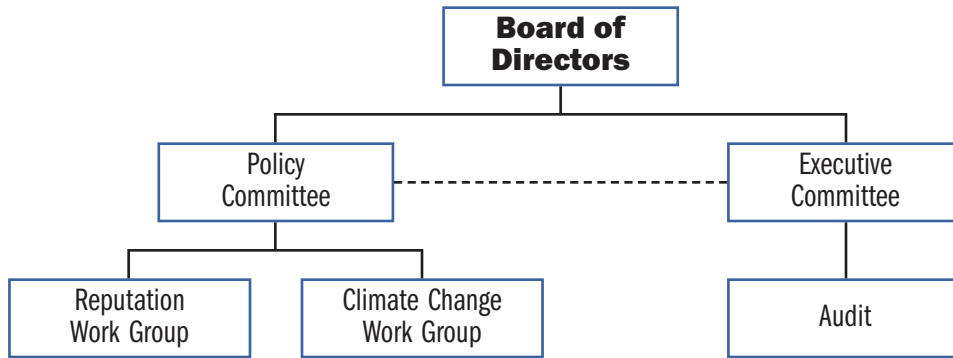 Board of
Directors
Policy
Committee
Executive
Committee
Reputation
Work Group
Climate Change
Work Group
Audit